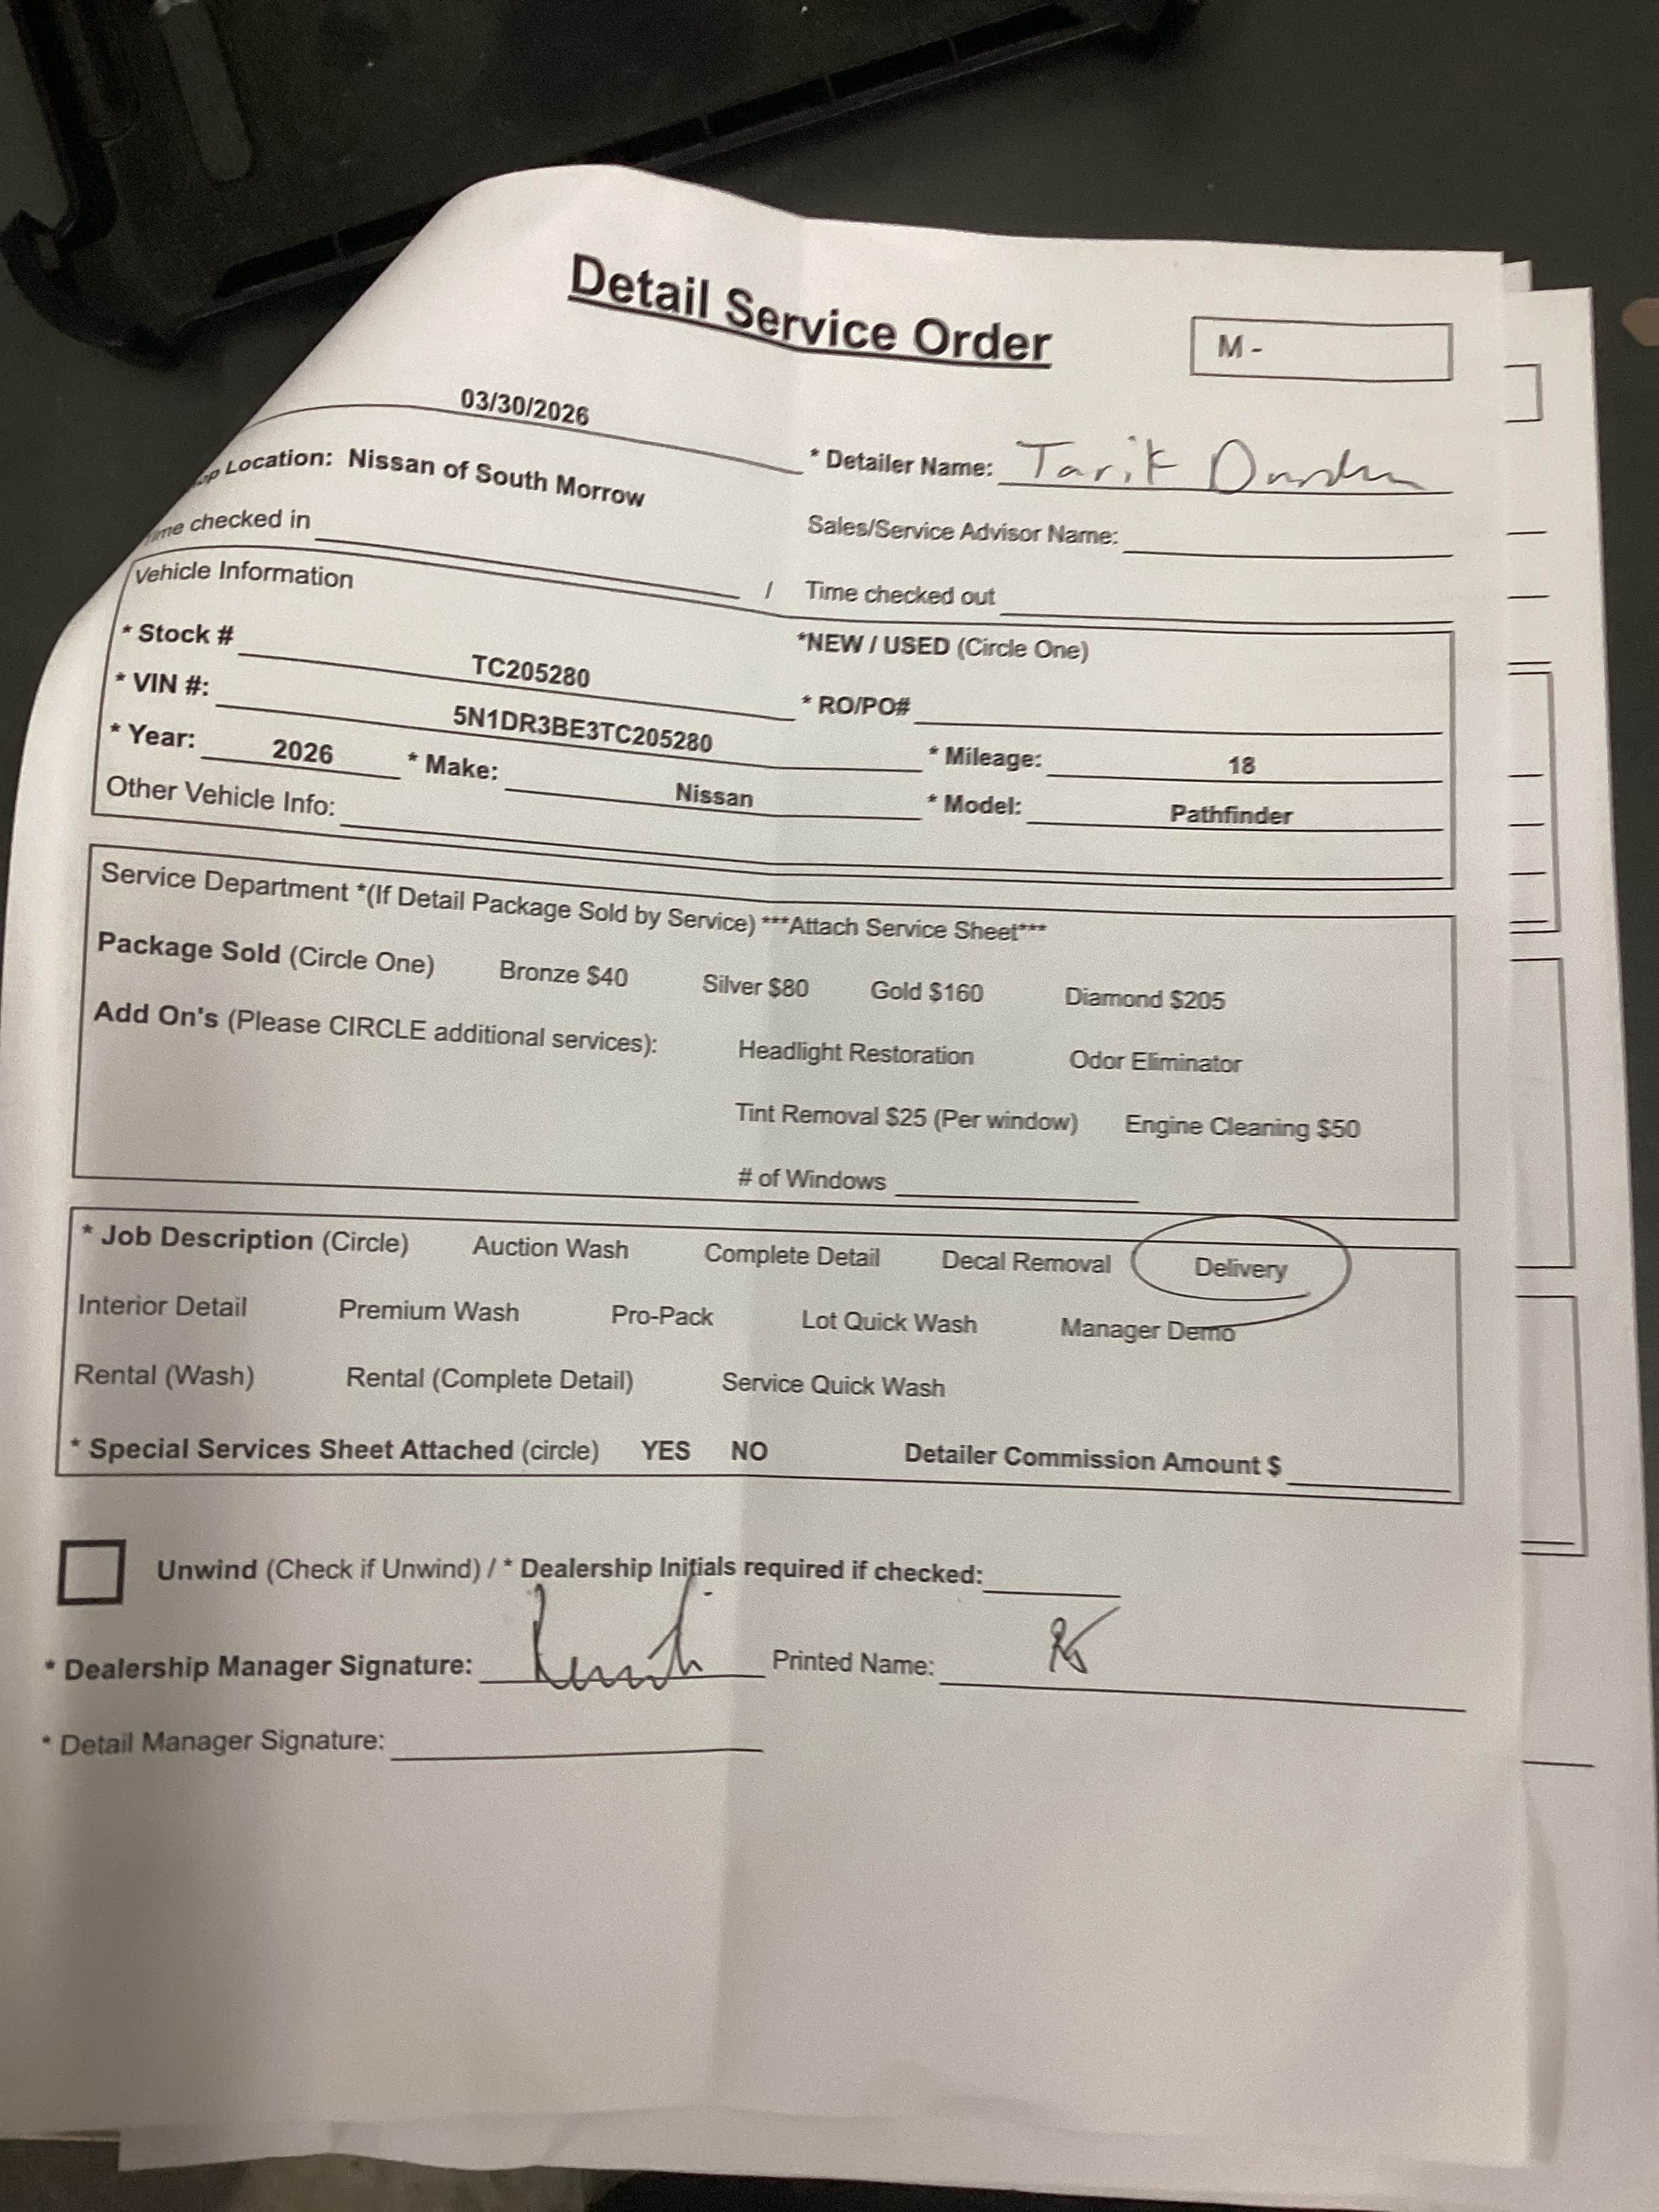 Detail Service Order
M -
03/30/2026
* Detailer Name: Tarik
Location: Nissan of South Morrow
Sales/Service Advisor Name:
Time checked in / Time checked out
Vehicle Information
* Stock # TC205280 *NEW / USED (Circle One)
* VIN #: 5N1DR3BE3TC205280 * RO/PO#
* Year: 2026 * Make: Nissan * Mileage: 18
Other Vehicle Info: * Model: Pathfinder
Service Department *(If Detail Package Sold by Service) ***Attach Service Sheet***
Package Sold (Circle One) Bronze $40 Silver $80 Gold $160 Diamond $205
Add On's (Please CIRCLE additional services): Headlight Restoration Odor Eliminator
Tint Removal $25 (Per window) Engine Cleaning $50
# of Windows
* Job Description (Circle) Auction Wash Complete Detail Decal Removal Delivery
Interior Detail Premium Wash Pro-Pack Lot Quick Wash Manager Demo
Rental (Wash) Rental (Complete Detail) Service Quick Wash
* Special Services Sheet Attached (circle) YES NO Detailer Commission Amount $
Unwind (Check if Unwind) / * Dealership Initials required if checked:
* Dealership Manager Signature: Printed Name:
* Detail Manager Signature: